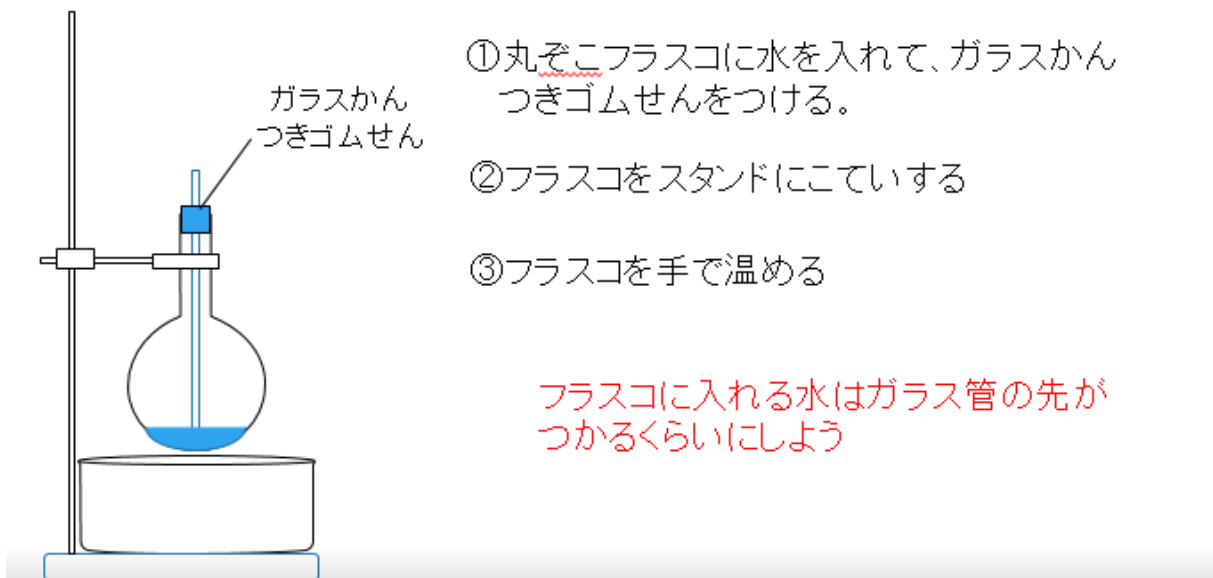 ガラスかん
つきゴムせん
①丸ぞこフラスコに水を入れて、ガラスかん
つきゴムせんをつける。
②フラスコをスタンドにこていする
③フラスコを手で温める
フラスコに入れる水はガラス管の先が
つかるくらいにしよう